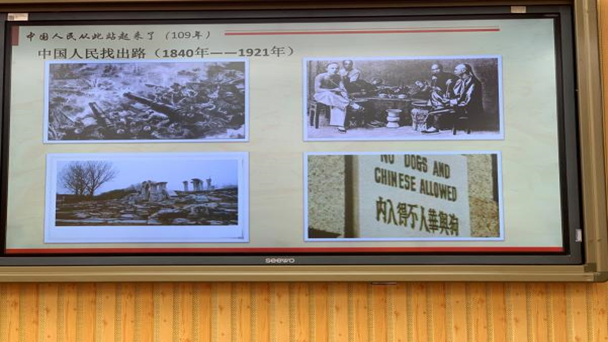 中国人民从此站起来了（109年）
中国人民找出路（1840年——1921年）
NO DOGS AND
CHINESE ALLOWED
內入得不人華與狗
seewo